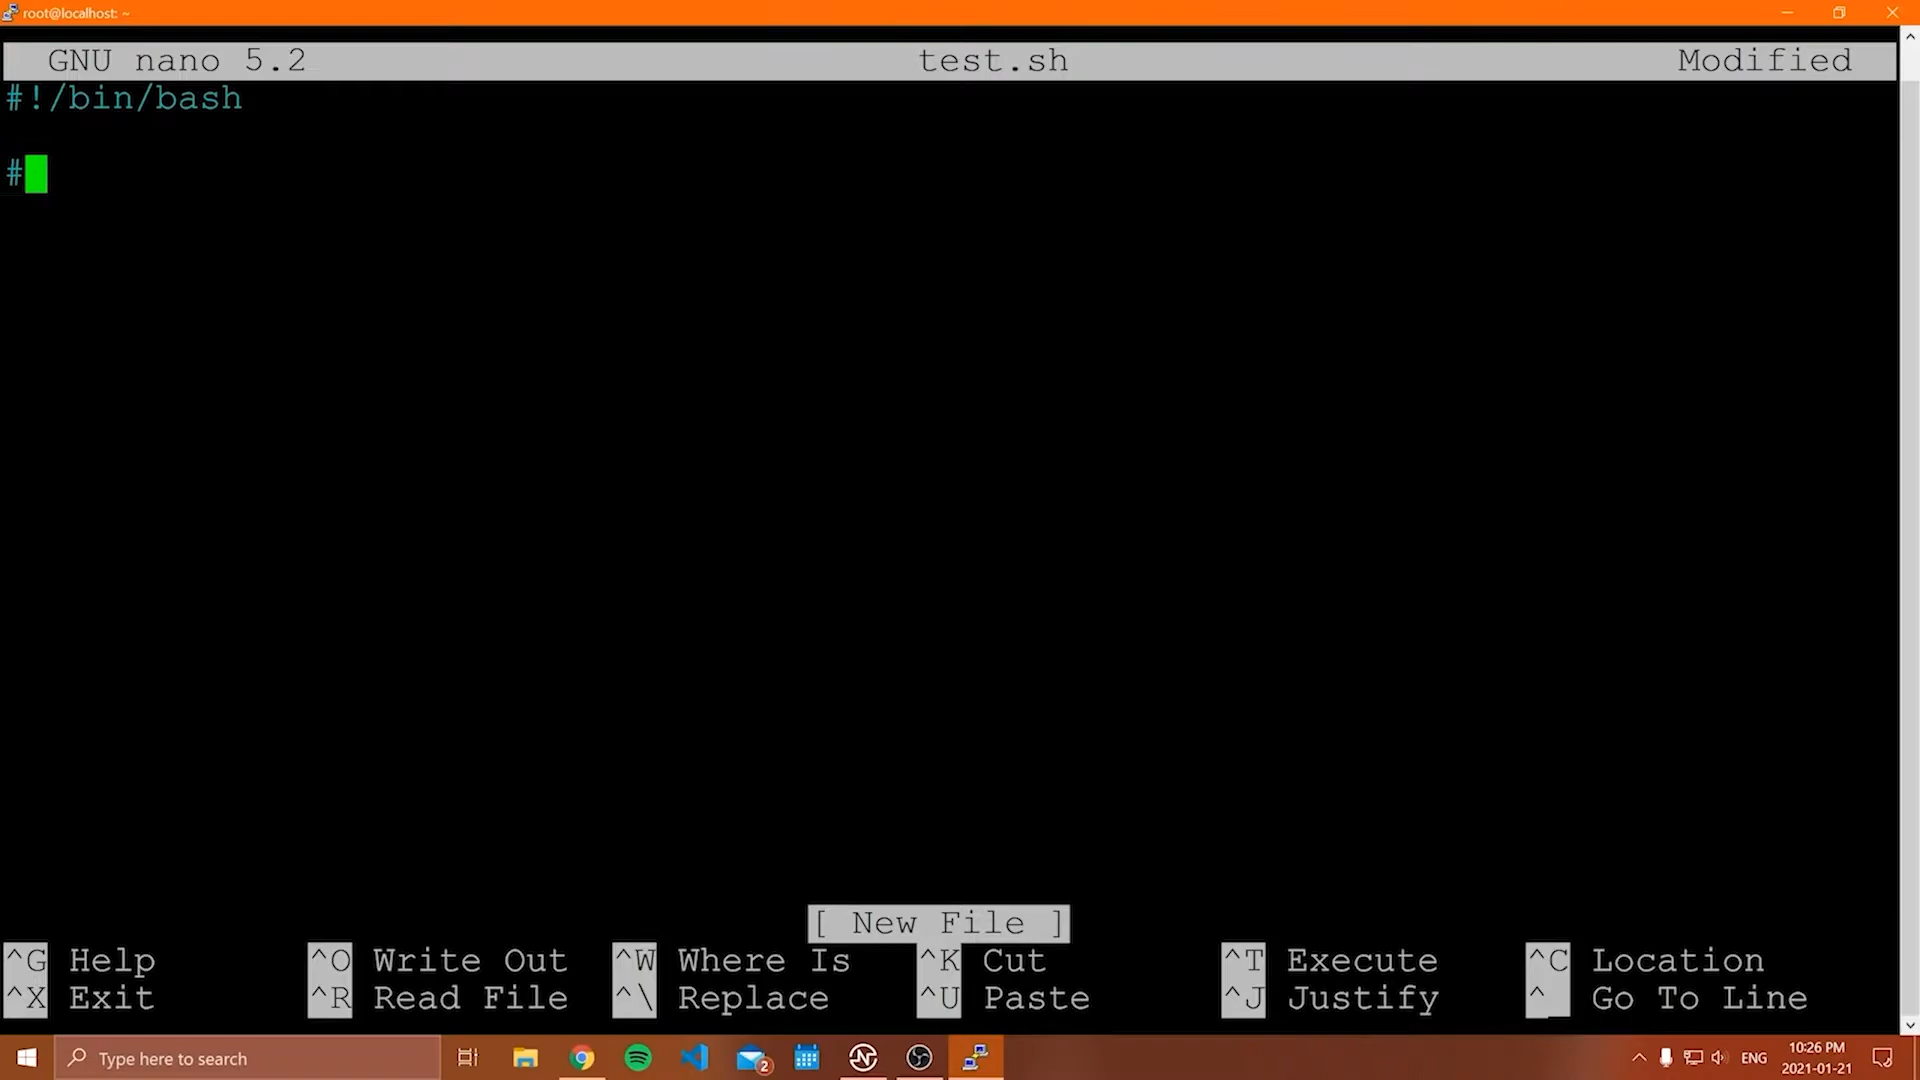 root@localhost: ~
GNU nano 5.2 test.sh Modified
#!/bin/bash
#
[ New File ]
^G Help ^O Write Out ^W Where Is ^K Cut ^T Execute ^C Location
^X Exit ^R Read File ^\ Replace ^U Paste ^J Justify ^_ Go To Line
Type here to search
2
ENG
10:26 PM
2021-01-21